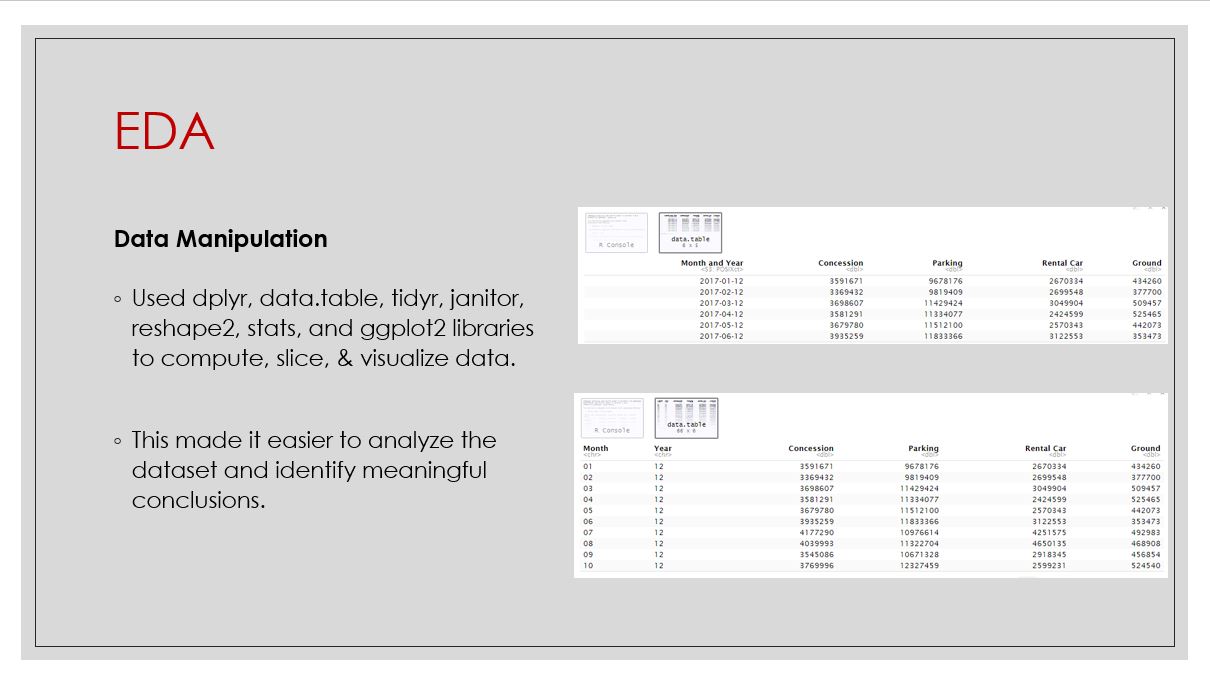 EDA
Data Manipulation
◦ Used dplyr, data.table, tidyr, janitor,
reshape2, stats, and ggplot2 libraries
to compute, slice, & visualize data.
◦ This made it easier to analyze the
dataset and identify meaningful
conclusions.
R Console
data.table
6 x 5
Month and Year Concession Parking Rental Car Ground
<S3: POSIXct> <dbl> <dbl> <dbl> <dbl>
2017-01-12 3591671 9678176 2670334 434260
2017-02-12 3369432 9819409 2699548 377700
2017-03-12 3698607 11429424 3049904 509457
2017-04-12 3581291 11334077 2424599 525465
2017-05-12 3679780 11512100 2570343 442073
2017-06-12 3935259 11833366 3122553 353473
R Console
data.table
66 x 6
Month Year Concession Parking Rental Car Ground
<chr> <chr> <dbl> <dbl> <dbl> <dbl>
01 12 3591671 9678176 2670334 434260
02 12 3369432 9819409 2699548 377700
03 12 3698607 11429424 3049904 509457
04 12 3581291 11334077 2424599 525465
05 12 3679780 11512100 2570343 442073
06 12 3935259 11833366 3122553 353473
07 12 4177290 10976614 4251575 492983
08 12 4039993 11322704 4650135 468908
09 12 3545086 10671328 2918345 456854
10 12 3769996 12327459 2599231 524540